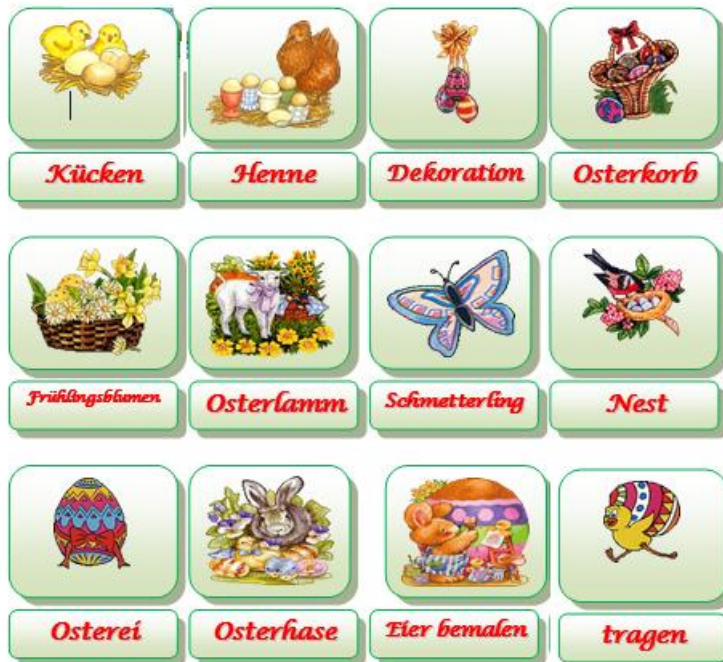 Kücken
Henne
Dekoration
Osterkorb
Frühlingsblumen
Osterlamm
Schmetterling
Nest
Osterei
Osterhase
Eier bemalen
tragen